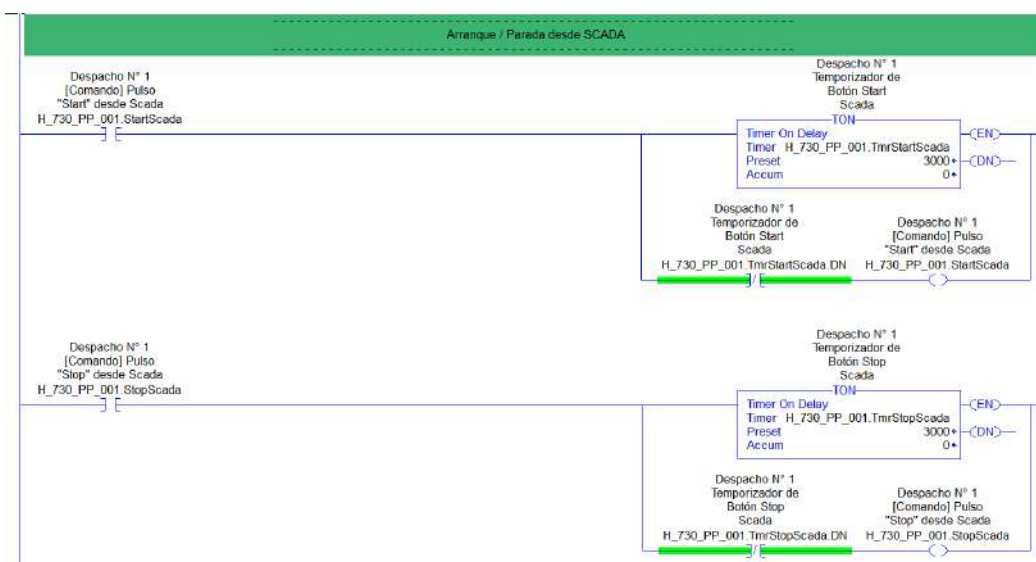 Arranque / Parada desde SCADA
Despacho N° 1
[Comando] Pulso
"Start" desde Scada
H_730_PP_001.StartScada
Despacho N° 1
Temporizador de
Botón Start
Scada
TON
Timer On Delay
Timer H_730_PP_001.TmrStartScada
Preset 3000
Accum 0
EN
DN
Despacho N° 1
Temporizador de
Botón Start
Scada
H_730_PP_001.TmrStartScada.DN
Despacho N° 1
[Comando] Pulso
"Start" desde Scada
H_730_PP_001.StartScada
Despacho N° 1
[Comando] Pulso
"Stop" desde Scada
H_730_PP_001.StopScada
Despacho N° 1
Temporizador de
Botón Stop
Scada
TON
Timer On Delay
Timer H_730_PP_001.TmrStopScada
Preset 3000
Accum 0
EN
DN
Despacho N° 1
Temporizador de
Botón Stop
Scada
H_730_PP_001.TmrStopScada.DN
Despacho N° 1
[Comando] Pulso
"Stop" desde Scada
H_730_PP_001.StopScada